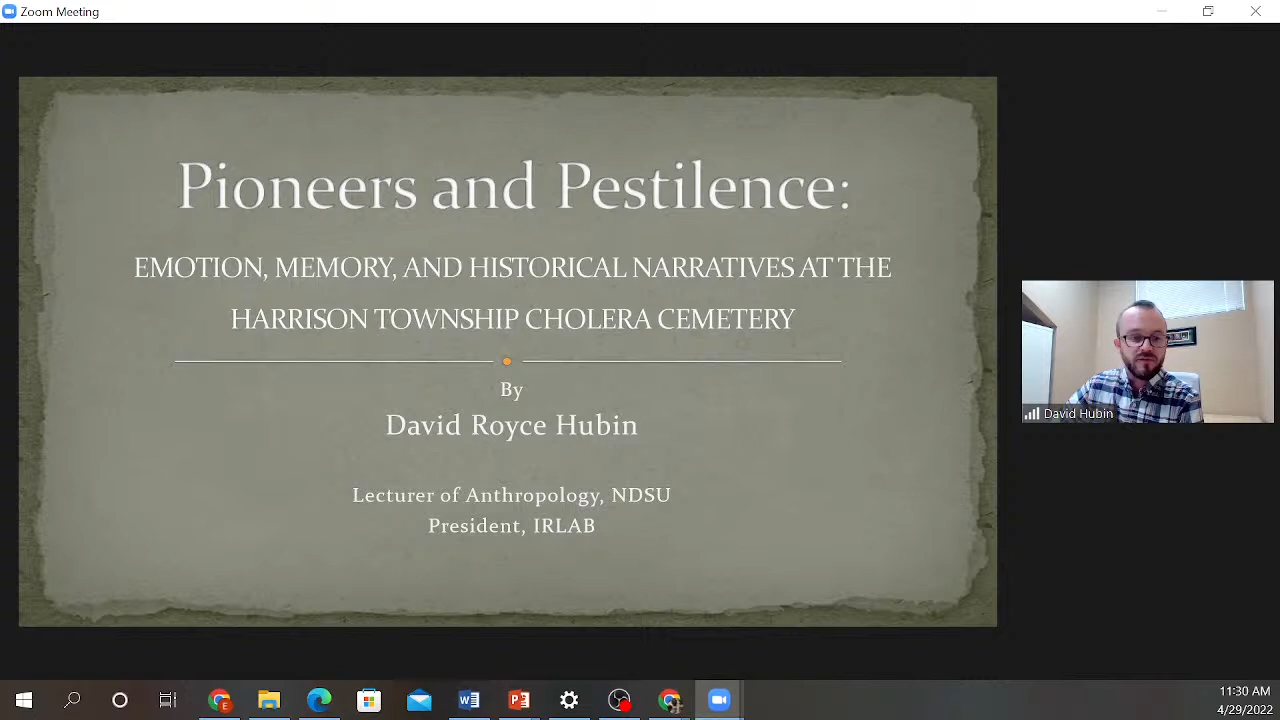 Zoom Meeting
Pioneers and Pestilence:
EMOTION, MEMORY, AND HISTORICAL NARRATIVES AT THE
HARRISON TOWNSHIP CHOLERA CEMETERY
By
David Royce Hubin
Lecturer of Anthropology, NDSU
President, IRLAB
David Hubin
11:30 AM
4/29/2022